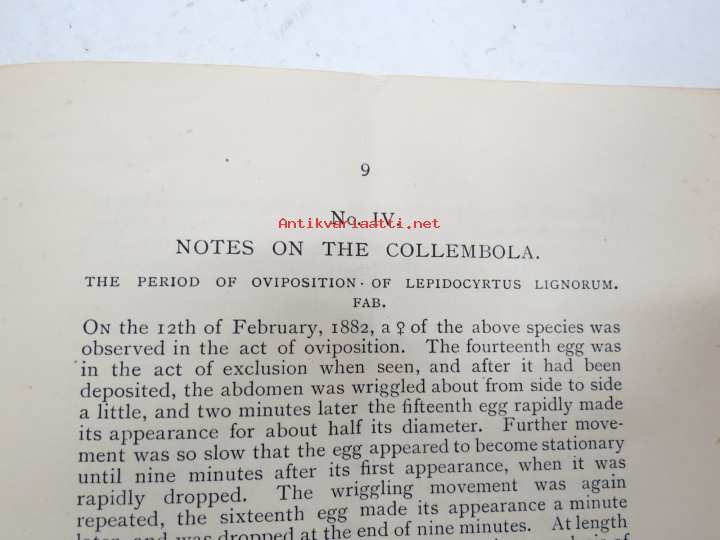 9
No. IV.
Antikvariaatti.net
NOTES ON THE COLLEMBOLA.
THE PERIOD OF OVIPOSITION · OF LEPIDOCYRTUS LIGNORUM.
FAB.
ON the 12th of February, 1882, a ♀ of the above species was
observed in the act of oviposition. The fourteenth egg was
in the act of exclusion when seen, and after it had been
deposited, the abdomen was wriggled about from side to side
a little, and two minutes later the fifteenth egg rapidly made
its appearance for about half its diameter. Further move-
ment was so slow that the egg appeared to become stationary
until nine minutes after its first appearance, when it was
rapidly dropped. The wriggling movement was again
repeated, the sixteenth egg made its appearance a minute
later, and was dropped at the end of nine minutes. At length